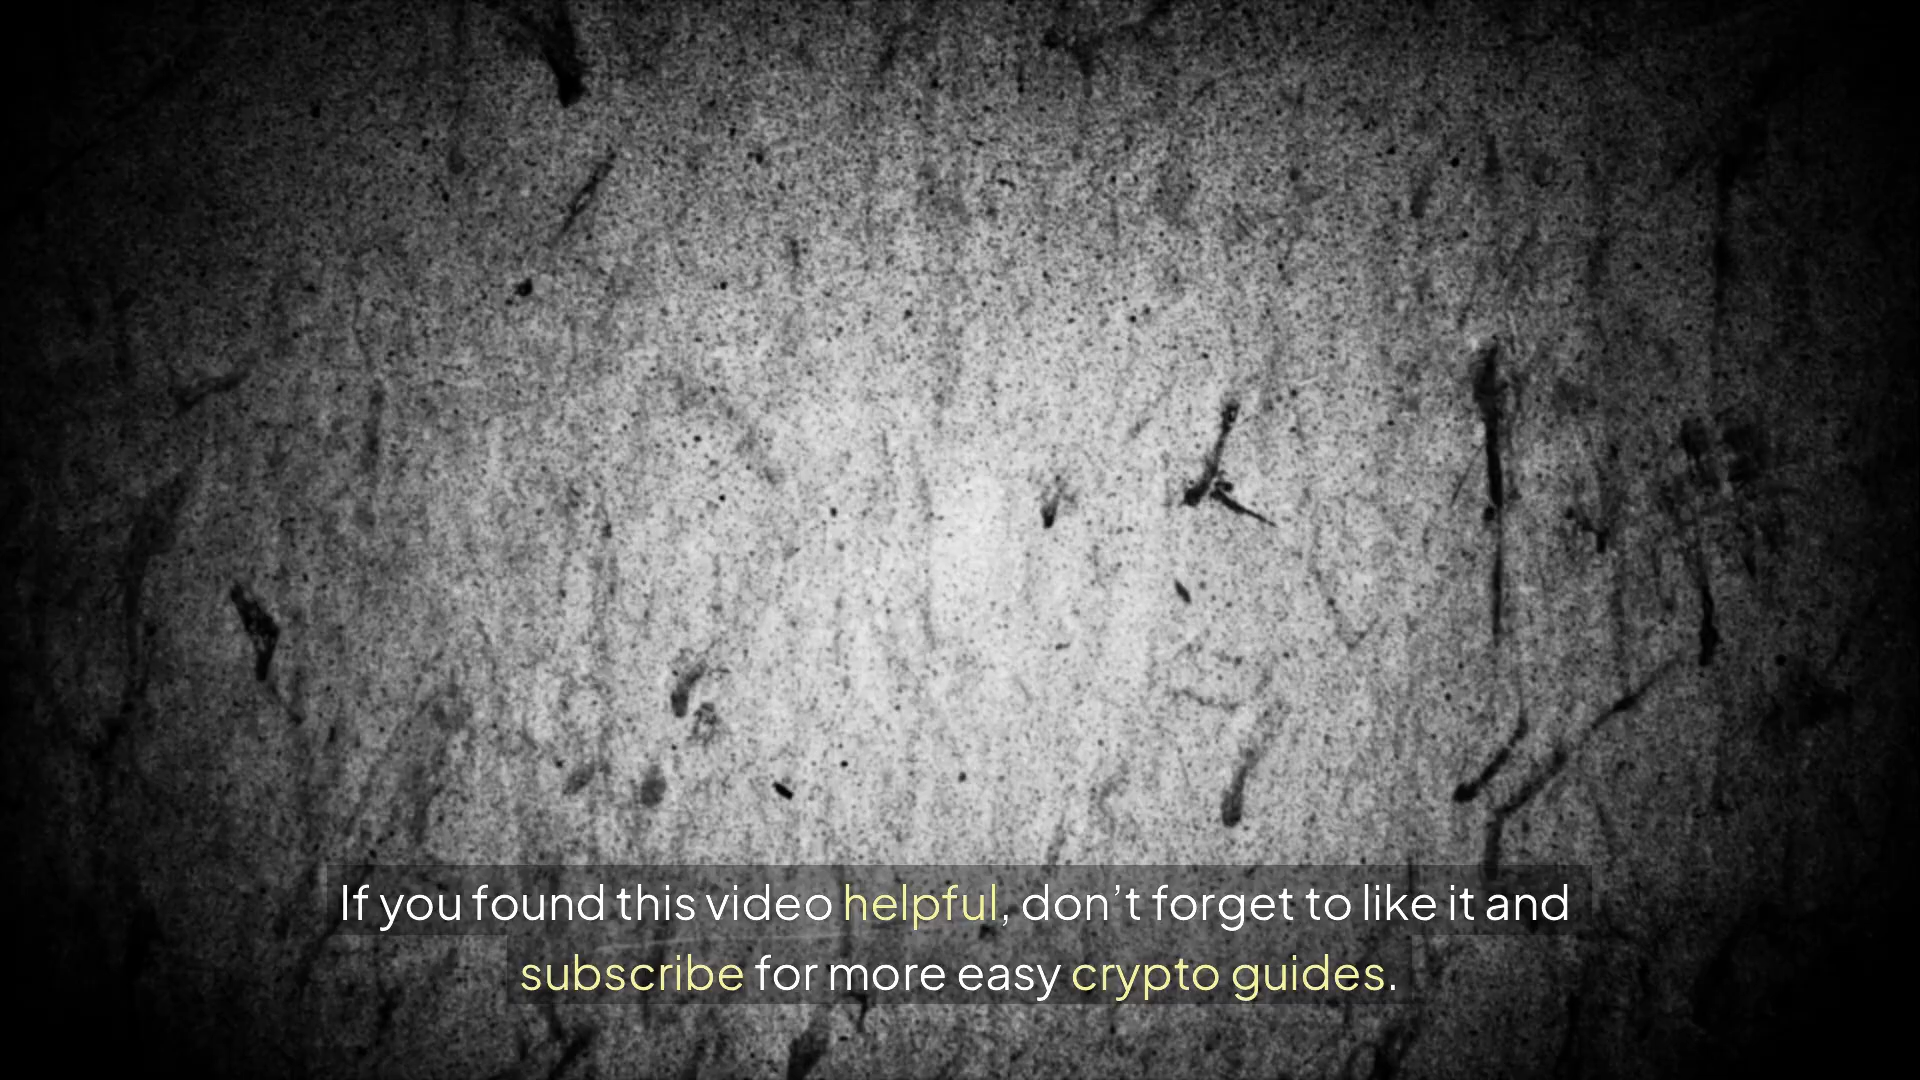 If you found this video helpful, don’t forget to like it and
subscribe for more easy crypto guides.